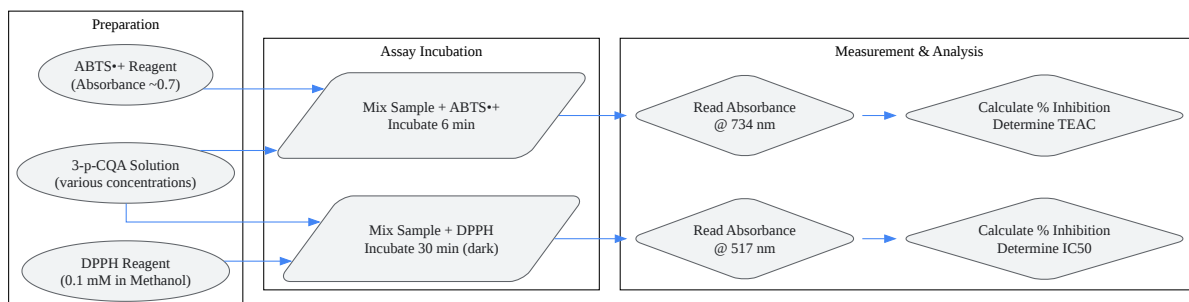 Preparation
ABTS•+ Reagent
(Absorbance ~0.7)
3-p-CQA Solution
(various concentrations)
DPPH Reagent
(0.1 mM in Methanol)
Assay Incubation
Mix Sample + ABTS•+
Incubate 6 min
Mix Sample + DPPH
Incubate 30 min (dark)
Measurement & Analysis
Read Absorbance
@ 734 nm
Calculate % Inhibition
Determine TEAC
Read Absorbance
@ 517 nm
Calculate % Inhibition
Determine IC50